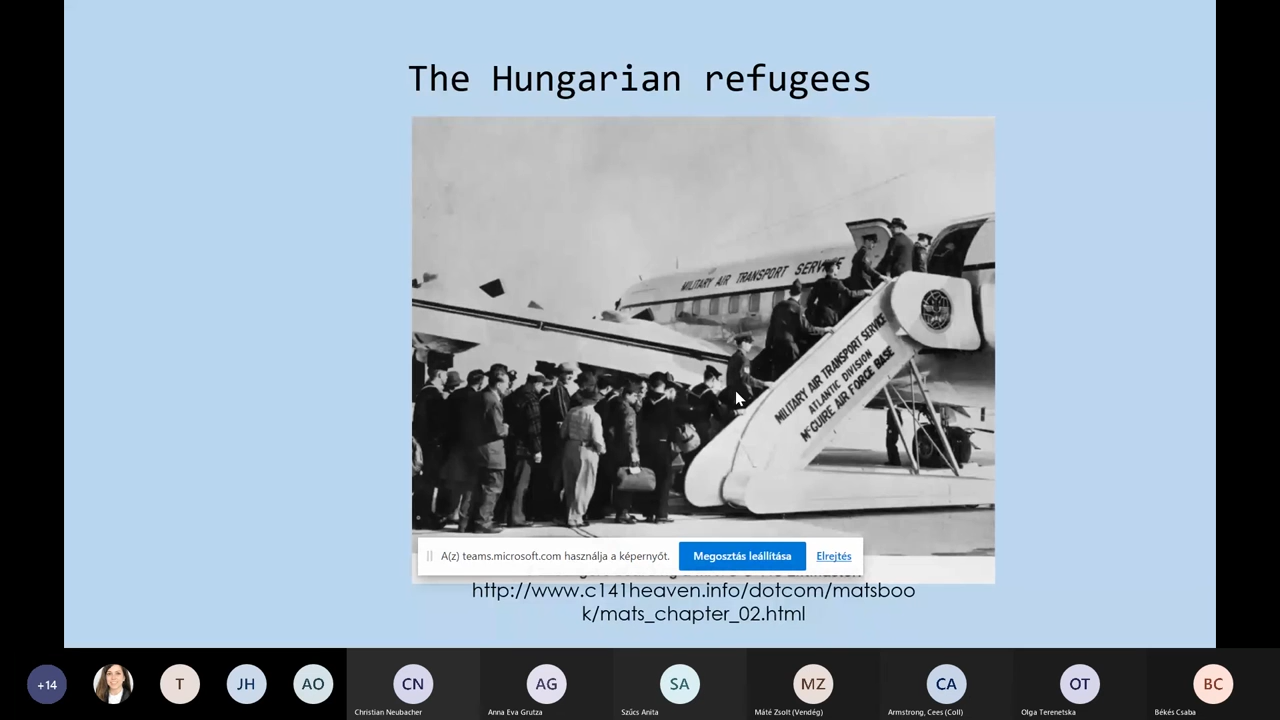 The Hungarian refugees
MILITARY AIR TRANSPORT SERVICE
MILITARY AIR TRANSPORT SERVICE
ATLANTIC DIVISION
McGUIRE AIR FORCE BASE
A(z) teams.microsoft.com használja a képernyőt.
Megosztás leállítása
Elrejtés
http://www.c141heaven.info/dotcom/matsboo
k/mats_chapter_02.html
+14
T
JH
AO
CN
AG
SA
MZ
CA
OT
BC
Christian Neubacher
Anna Eva Grutza
Szűcs Anita
Máté Zsolt (Vendég)
Armstrong, Cees (Coll)
Olga Terenetska
Békés Csaba